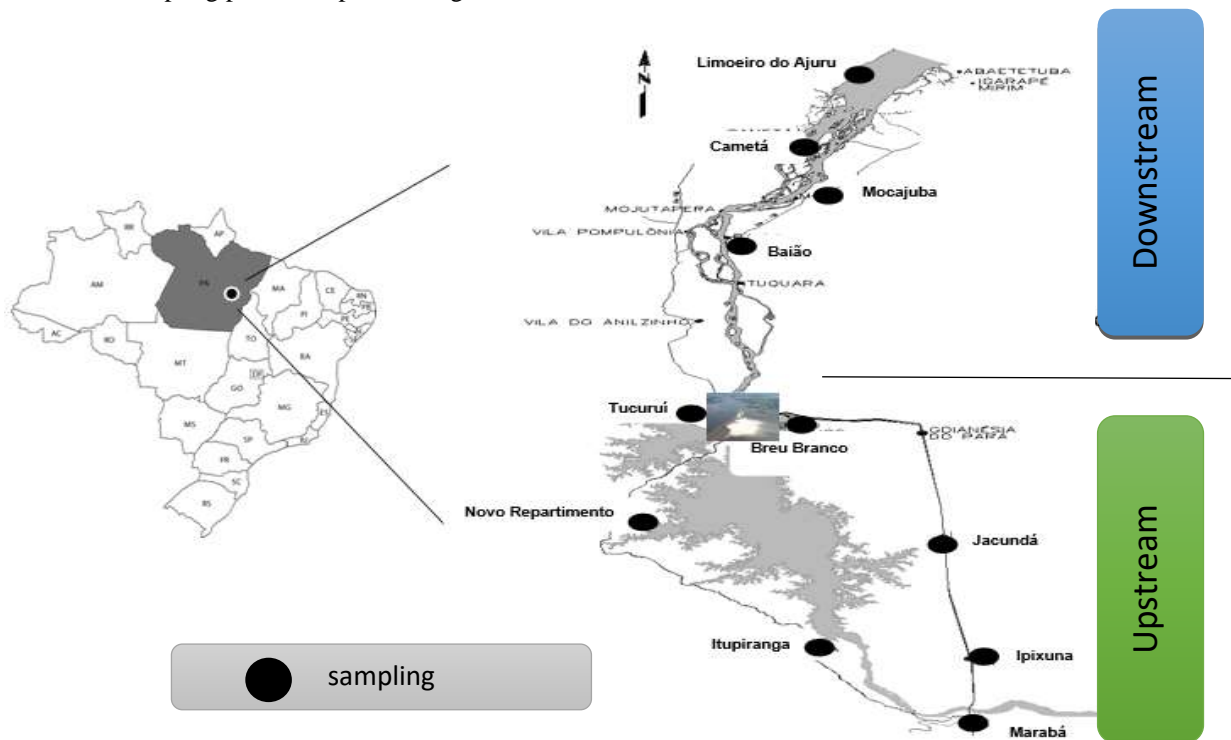 Limoeiro do Ajuru
ABAETETUBA
IGARAPÉ
MIRIM
N
Cametá
Mocajuba
MOJUTAPERA
VILA POMPULÔNIA
Baião
TUQUARA
VILA DO ANILZINHO
Downstream
RR
AP
AM
PA
MA
CE
RN
PB
PE
PI
AC
RO
TO
BA
MT
DF
GO
MG
ES
MS
SP
RJ
PR
SC
RS
Tucuruí
Breu Branco
GOIANÉSIA
DO PARÁ
Novo Repartimento
Jacundá
Itupiranga
Ipixuna
Marabá
Upstream
sampling